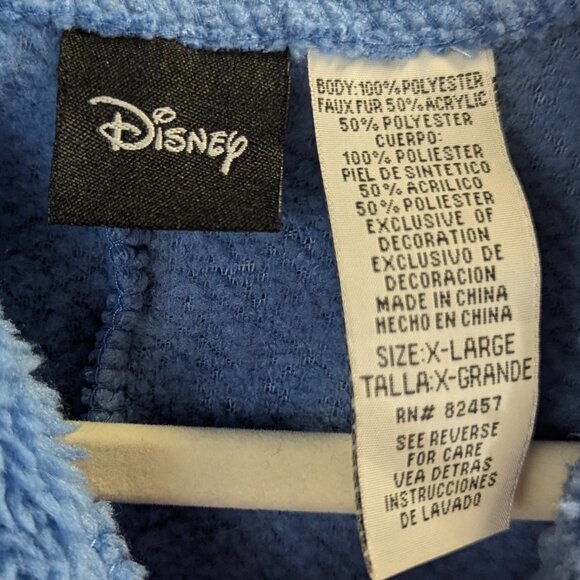 Disney
BODY:100% POLYESTER
FAUX FUR 50% ACRYLIC
50% POLYESTER
CUERPO:
100% POLIESTER
PIEL DE SINTETICO
50% ACRILICO
50% POLIESTER
EXCLUSIVE OF
DECORATION
EXCLUSIVO DE
DECORACION
MADE IN CHINA
HECHO EN CHINA
SIZE:X-LARGE
TALLA:X-GRANDE
RN# 82457
SEE REVERSE
FOR CARE
VEA DETRAS
INSTRUCCIONES
DE LAVADO